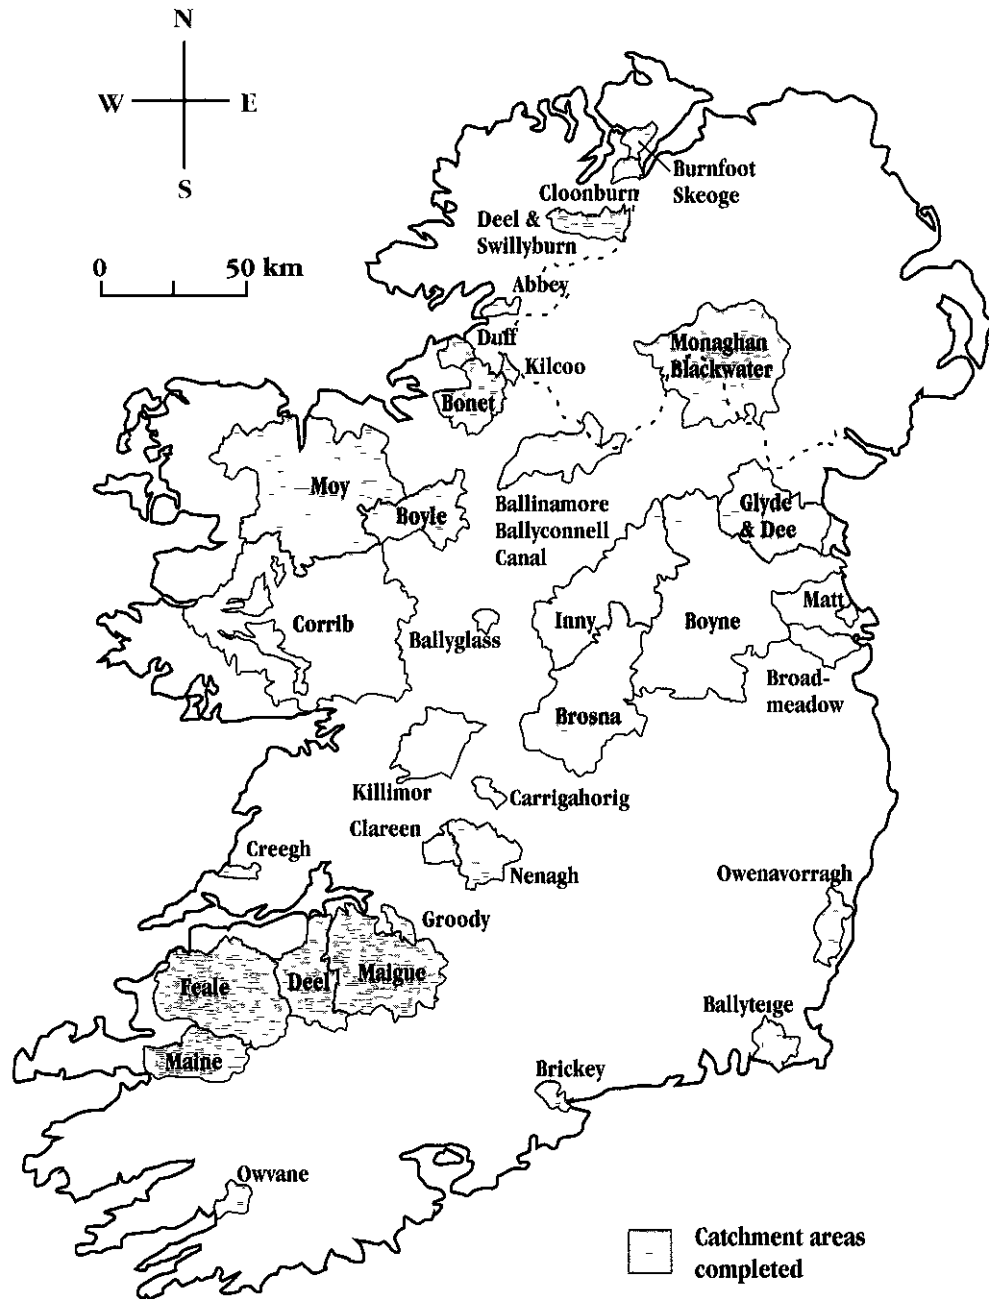 N
W E
S
0 50 km
Burnfoot
Skeoge
Cloonburn
Deel &
Swillyburn
Abbey
Duff
Kilcoo
Bonet
Monaghan
Blackwater
Moy
Boyle
Ballinamore
Ballyconnell
Canal
Glyde
& Dee
Corrib
Ballyglass
Inny
Boyne
Matt
Broad-
meadow
Brosna
Killimor
Carrigahorig
Clareen
Nenagh
Creegh
Groody
Owenavorragh
Feale
Deel
Maigue
Maine
Ballyteige
Brickey
Owvane
Catchment areas
completed